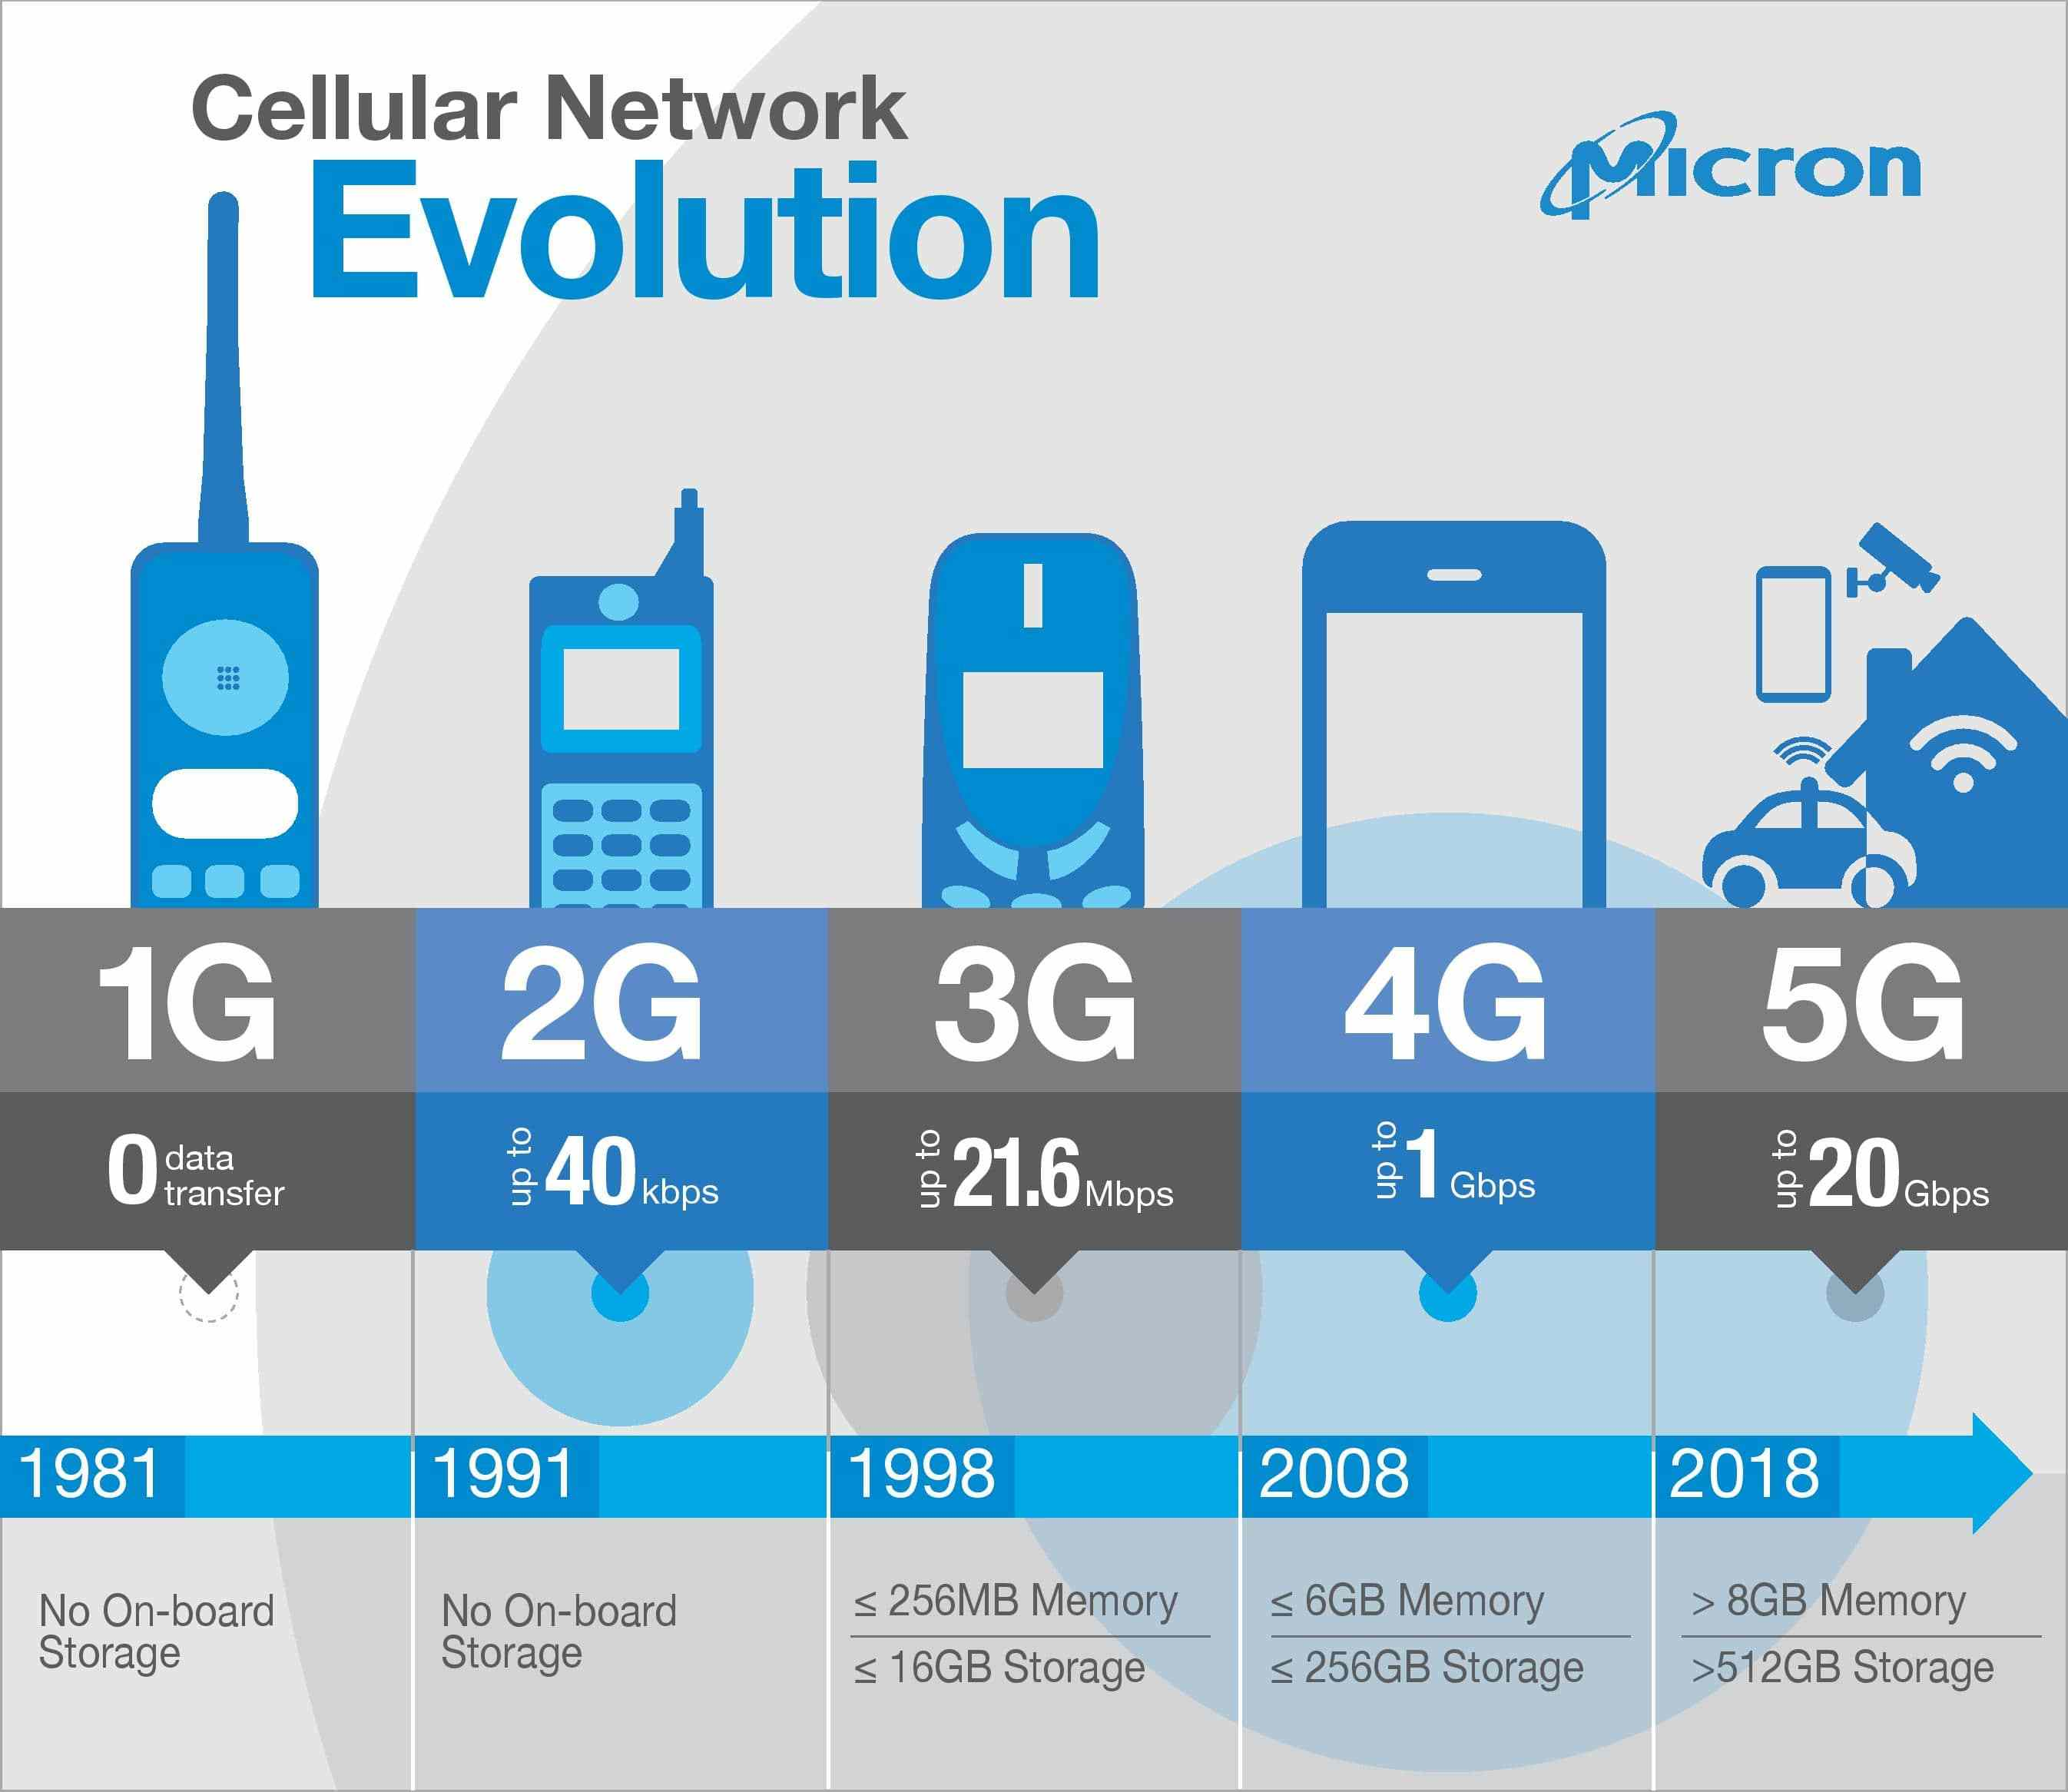 Cellular Network
Evolution
Micron
1G
2G
3G
4G
5G
0 data transfer
up to 40 kbps
up to 21.6 Mbps
up to 1 Gbps
up to 20 Gbps
1981
1991
1998
2008
2018
No On-board
Storage
No On-board
Storage
≤ 256MB Memory
≤ 16GB Storage
≤ 6GB Memory
≤ 256GB Storage
> 8GB Memory
>512GB Storage